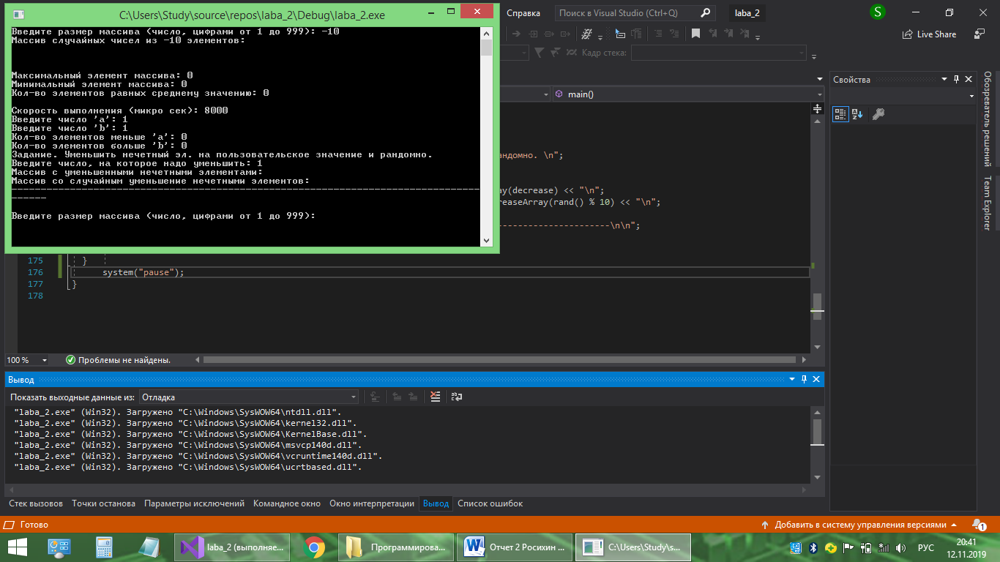 C:\Users\Study\source\repos\laba_2\Debug\laba_2.exe
Справка
Поиск в Visual Studio (Ctrl+Q)
laba_2
S
Live Share
Кадр стека:
Введите размер массива (число, цифрами от 1 до 999): -10
Массив случайных чисел из -10 элементов:
Максимальный элемент массива: 0
Минимальный элемент массива: 0
Кол-во элементов равных среднему значению: 0
Скорость выполнения (микро сек): 8000
Введите число 'a': 1
Введите число 'b': 1
Кол-во элементов меньше 'a': 0
Кол-во элементов больше 'b': 0
Задание. Уменьшить нечетный эл. на пользовательское значение и рандомно.
Введите число, на которое надо уменьшить: 1
Массив с уменьшенными нечетными элементами:
Массив со случайным уменьшение нечетными элементов:
--------------------------------------------------------------------------------
------
Введите размер массива (число, цифрами от 1 до 999):
main()
андомно. \n";
ay(decrease) << "\n";
reaseArray(rand() % 10) << "\n";
---------------------\n\n";
175 }
176 system("pause");
177 }
178
Свойства
Обозреватель решений
Team Explorer
100 %
Проблемы не найдены.
Вывод
Показать выходные данные из: Отладка
"laba_2.exe" (Win32). Загружено "C:\Windows\SysWOW64\ntdll.dll".
"laba_2.exe" (Win32). Загружено "C:\Windows\SysWOW64\kernel32.dll".
"laba_2.exe" (Win32). Загружено "C:\Windows\SysWOW64\KernelBase.dll".
"laba_2.exe" (Win32). Загружено "C:\Windows\SysWOW64\msvcp140d.dll".
"laba_2.exe" (Win32). Загружено "C:\Windows\SysWOW64\vcruntime140d.dll".
"laba_2.exe" (Win32). Загружено "C:\Windows\SysWOW64\ucrtbased.dll".
Стек вызовов Точки останова Параметры исключений Командное окно Окно интерпретации Вывод Список ошибок
Готово
Добавить в систему управления версиями
1
laba_2 (выполняе...
Программирова...
Отчет 2 Росихин ...
C:\Users\Study\s...
РУС
20:41
12.11.2019